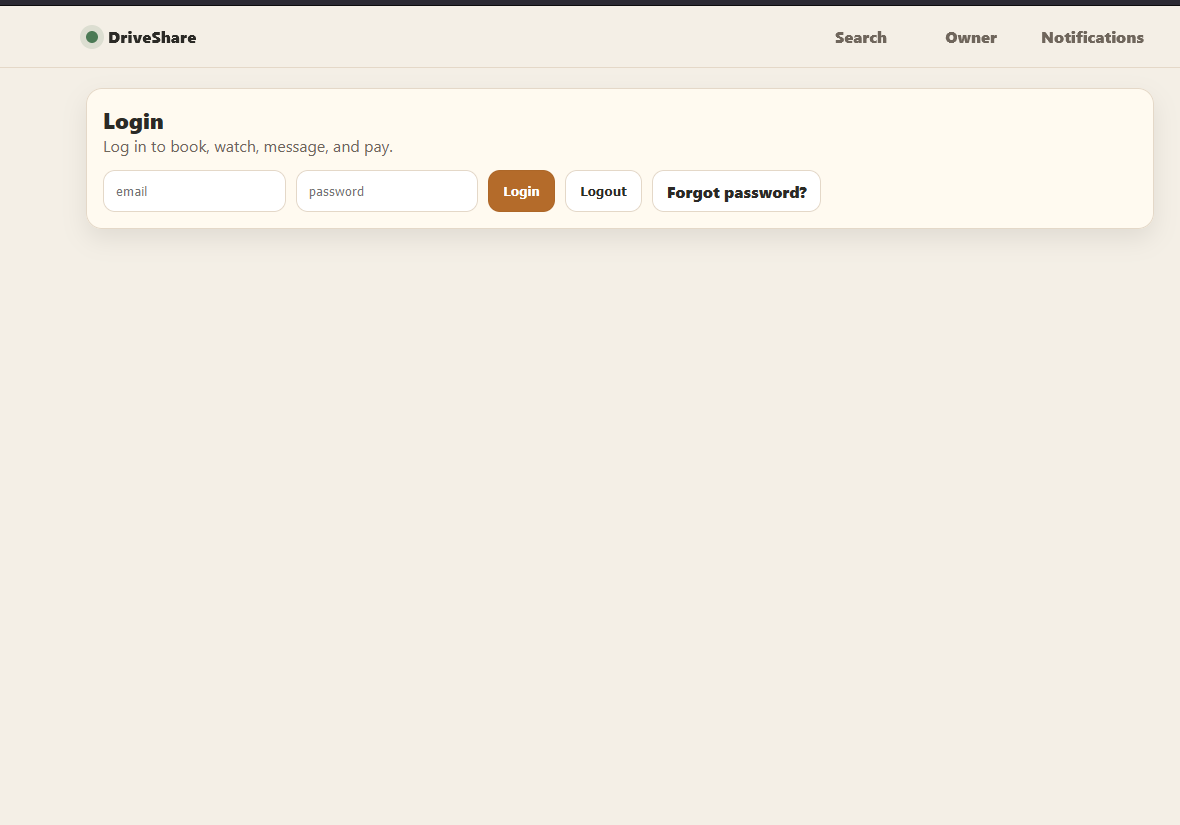 DriveShare Search Owner Notifications
Login
Log in to book, watch, message, and pay.
email password Login Logout Forgot password?